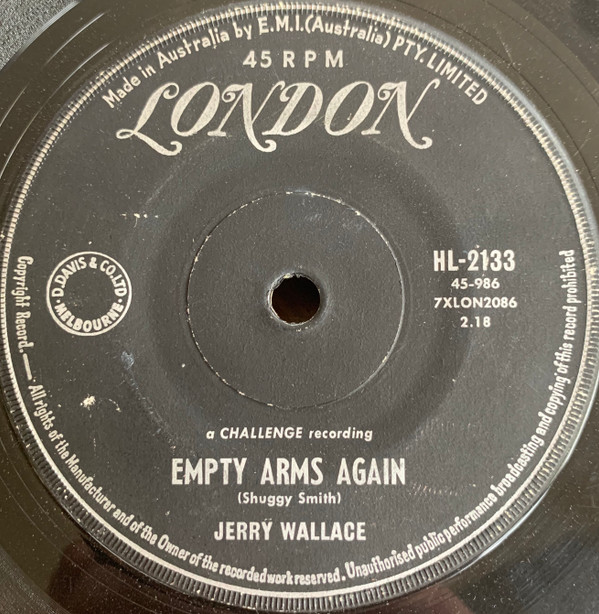 Made in Australia by E.M.I. (Australia) PTY. LIMITED
45 RPM
LONDON
D. DAVIS & CO. LTD
· MELBOURNE ·
HL-2133
45-986
7XLON2086
2.18
a CHALLENGE recording
EMPTY ARMS AGAIN
(Shuggy Smith)
JERRY WALLACE
Copyright Record. — All rights of the Manufacturer and of the Owner of the recorded work reserved. Unauthorised public performance broadcasting and copying of this record prohibited